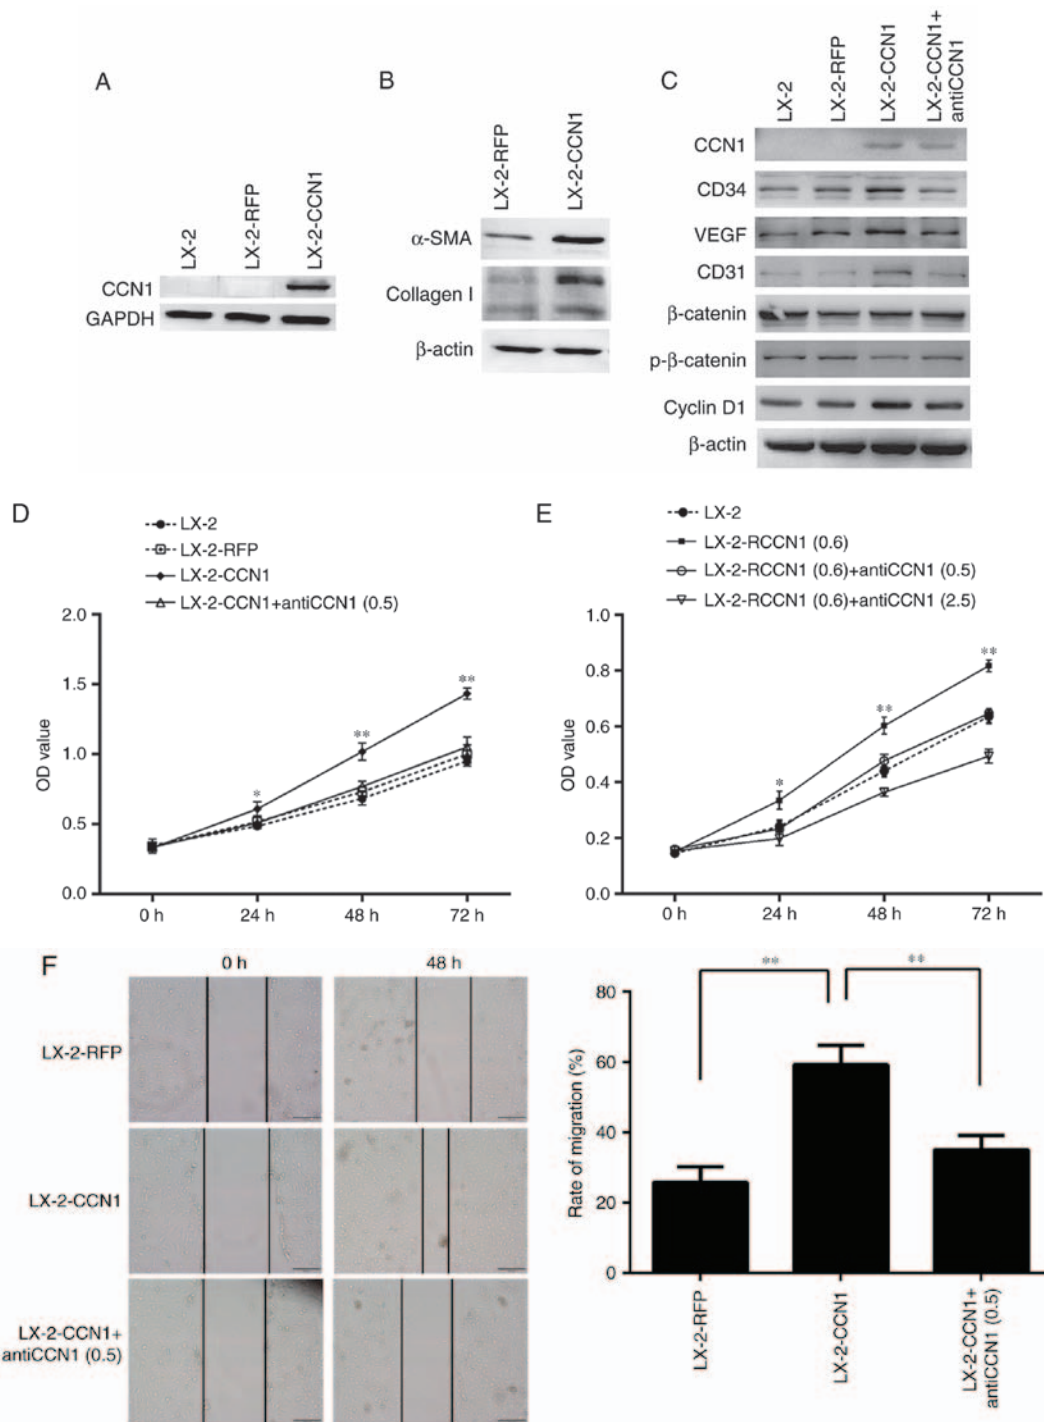 A
LX-2
LX-2-RFP
LX-2-CCN1
CCN1
GAPDH
B
LX-2-RFP
LX-2-CCN1
α-SMA
Collagen I
β-actin
C
LX-2
LX-2-RFP
LX-2-CCN1
LX-2-CCN1+
antiCCN1
CCN1
CD34
VEGF
CD31
β-catenin
p-β-catenin
Cyclin D1
β-actin
D
LX-2
LX-2-RFP
LX-2-CCN1
LX-2-CCN1+antiCCN1 (0.5)
OD value
2.0
1.5
1.0
0.5
0.0
*
**
**
0 h
24 h
48 h
72 h
E
LX-2
LX-2-RCCN1 (0.6)
LX-2-RCCN1 (0.6)+antiCCN1 (0.5)
LX-2-RCCN1 (0.6)+antiCCN1 (2.5)
OD value
1.0
0.8
0.6
0.4
0.2
0.0
*
**
**
0 h
24 h
48 h
72 h
F
0 h
48 h
LX-2-RFP
LX-2-CCN1
LX-2-CCN1+
antiCCN1 (0.5)
**
**
Rate of migration (%)
80
60
40
20
0
LX-2-RFP
LX-2-CCN1
LX-2-CCN1+
antiCCN1 (0.5)